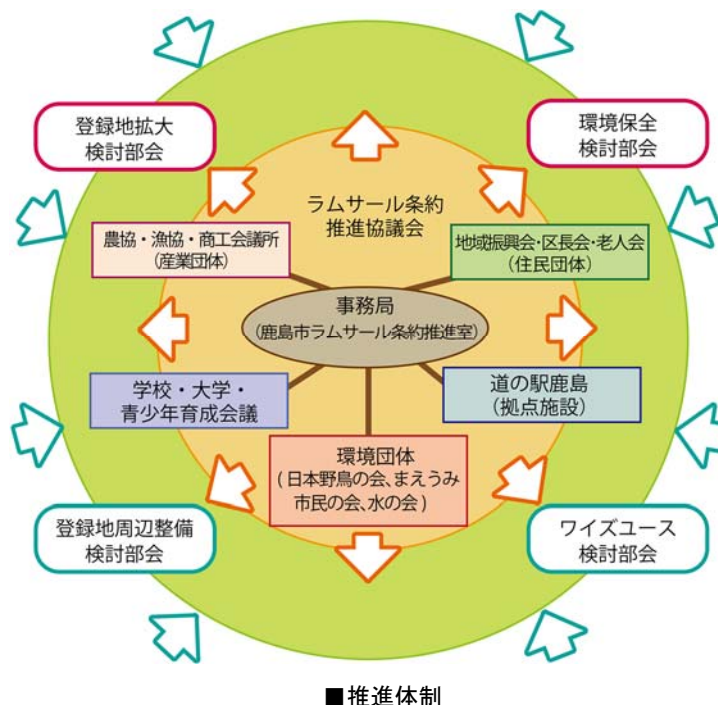 登録地拡大
検討部会
環境保全
検討部会
ラムサール条約
推進協議会
農協・漁協・商工会議所
(産業団体)
地域振興会・区長会・老人会
(住民団体)
事務局
(鹿島市ラムサール条約推進室)
学校・大学・
青少年育成会議
道の駅鹿島
(拠点施設)
環境団体
( 日本野鳥の会、まえうみ
市民の会、水の会 )
登録地周辺整備
検討部会
ワイズユース
検討部会
■推進体制